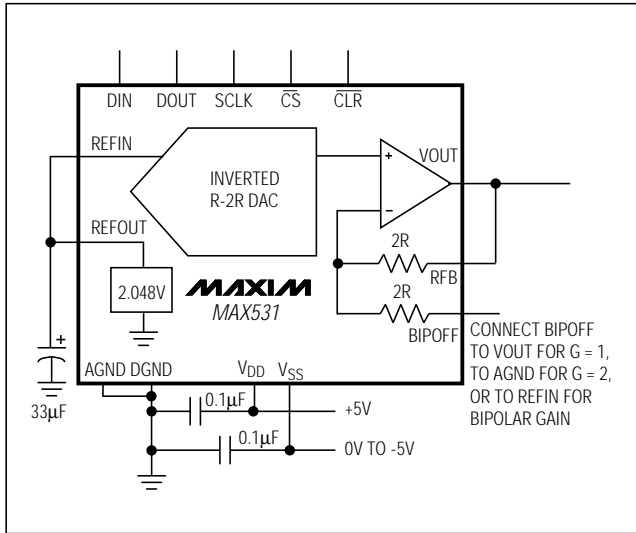 DIN DOUT SCLK CS CLR
REFIN
VOUT
+
INVERTED
R-2R DAC
−
REFOUT
2R
RFB
2.048V
MAXIM
2R
MAX531
BIPOFF
CONNECT BIPOFF
TO VOUT FOR G = 1,
TO AGND FOR G = 2,
OR TO REFIN FOR
BIPOLAR GAIN
+
AGND DGND VDD VSS
33µF
0.1µF
+5V
0.1µF
0V TO -5V